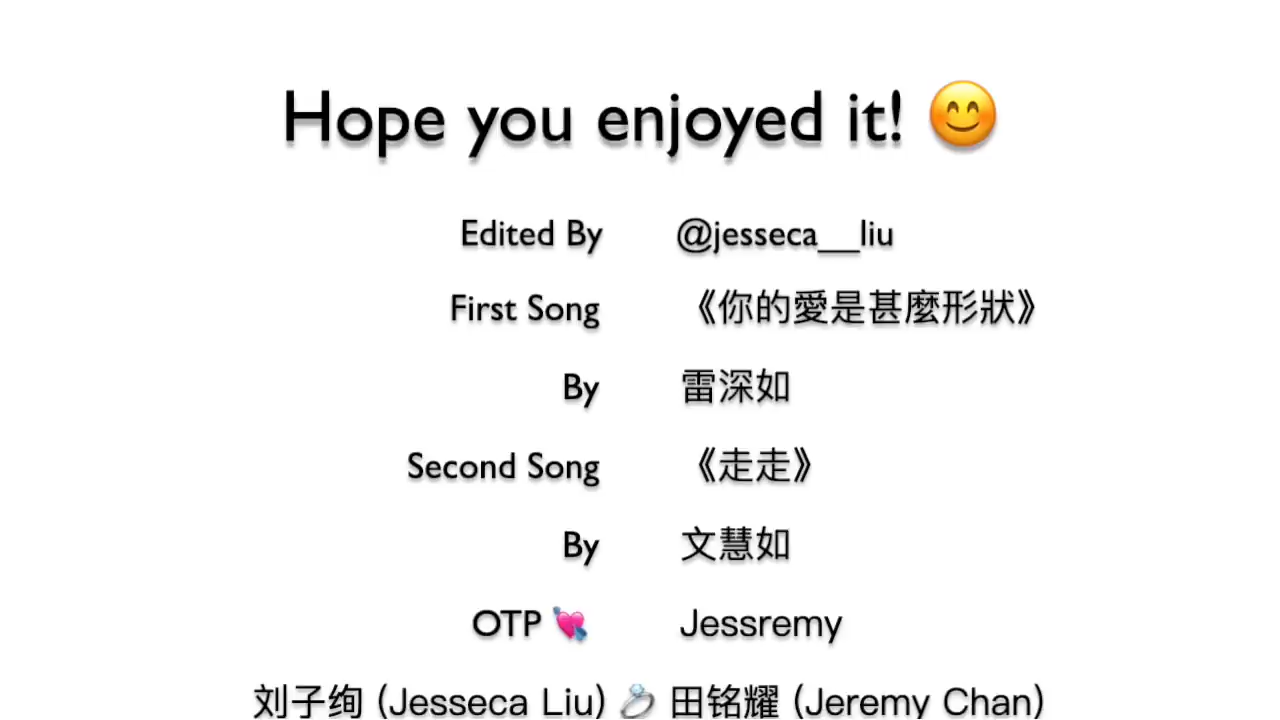 Hope you enjoyed it! 😊
Edited By @jesseca__liu
First Song 《你的愛是甚麼形狀》
By 雷深如
Second Song 《走走》
By 文慧如
OTP 💘 Jessremy
刘子绚 (Jesseca Liu) 💍 田铭耀 (Jeremy Chan)